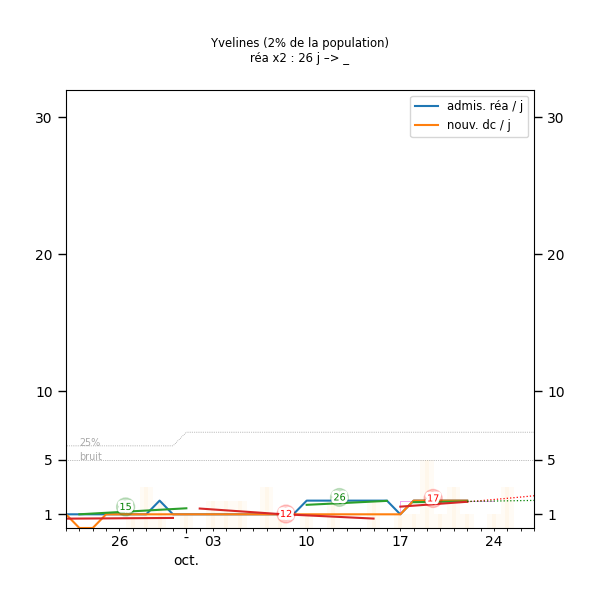 Yvelines (2% de la population)
réa x2 : 26 j –> _
admis. réa / j
nouv. dc / j
30 30
20 20
10 10
25%
bruit
5 5
15 26 17
12
1 1
26 - 03 10 17 24
oct.